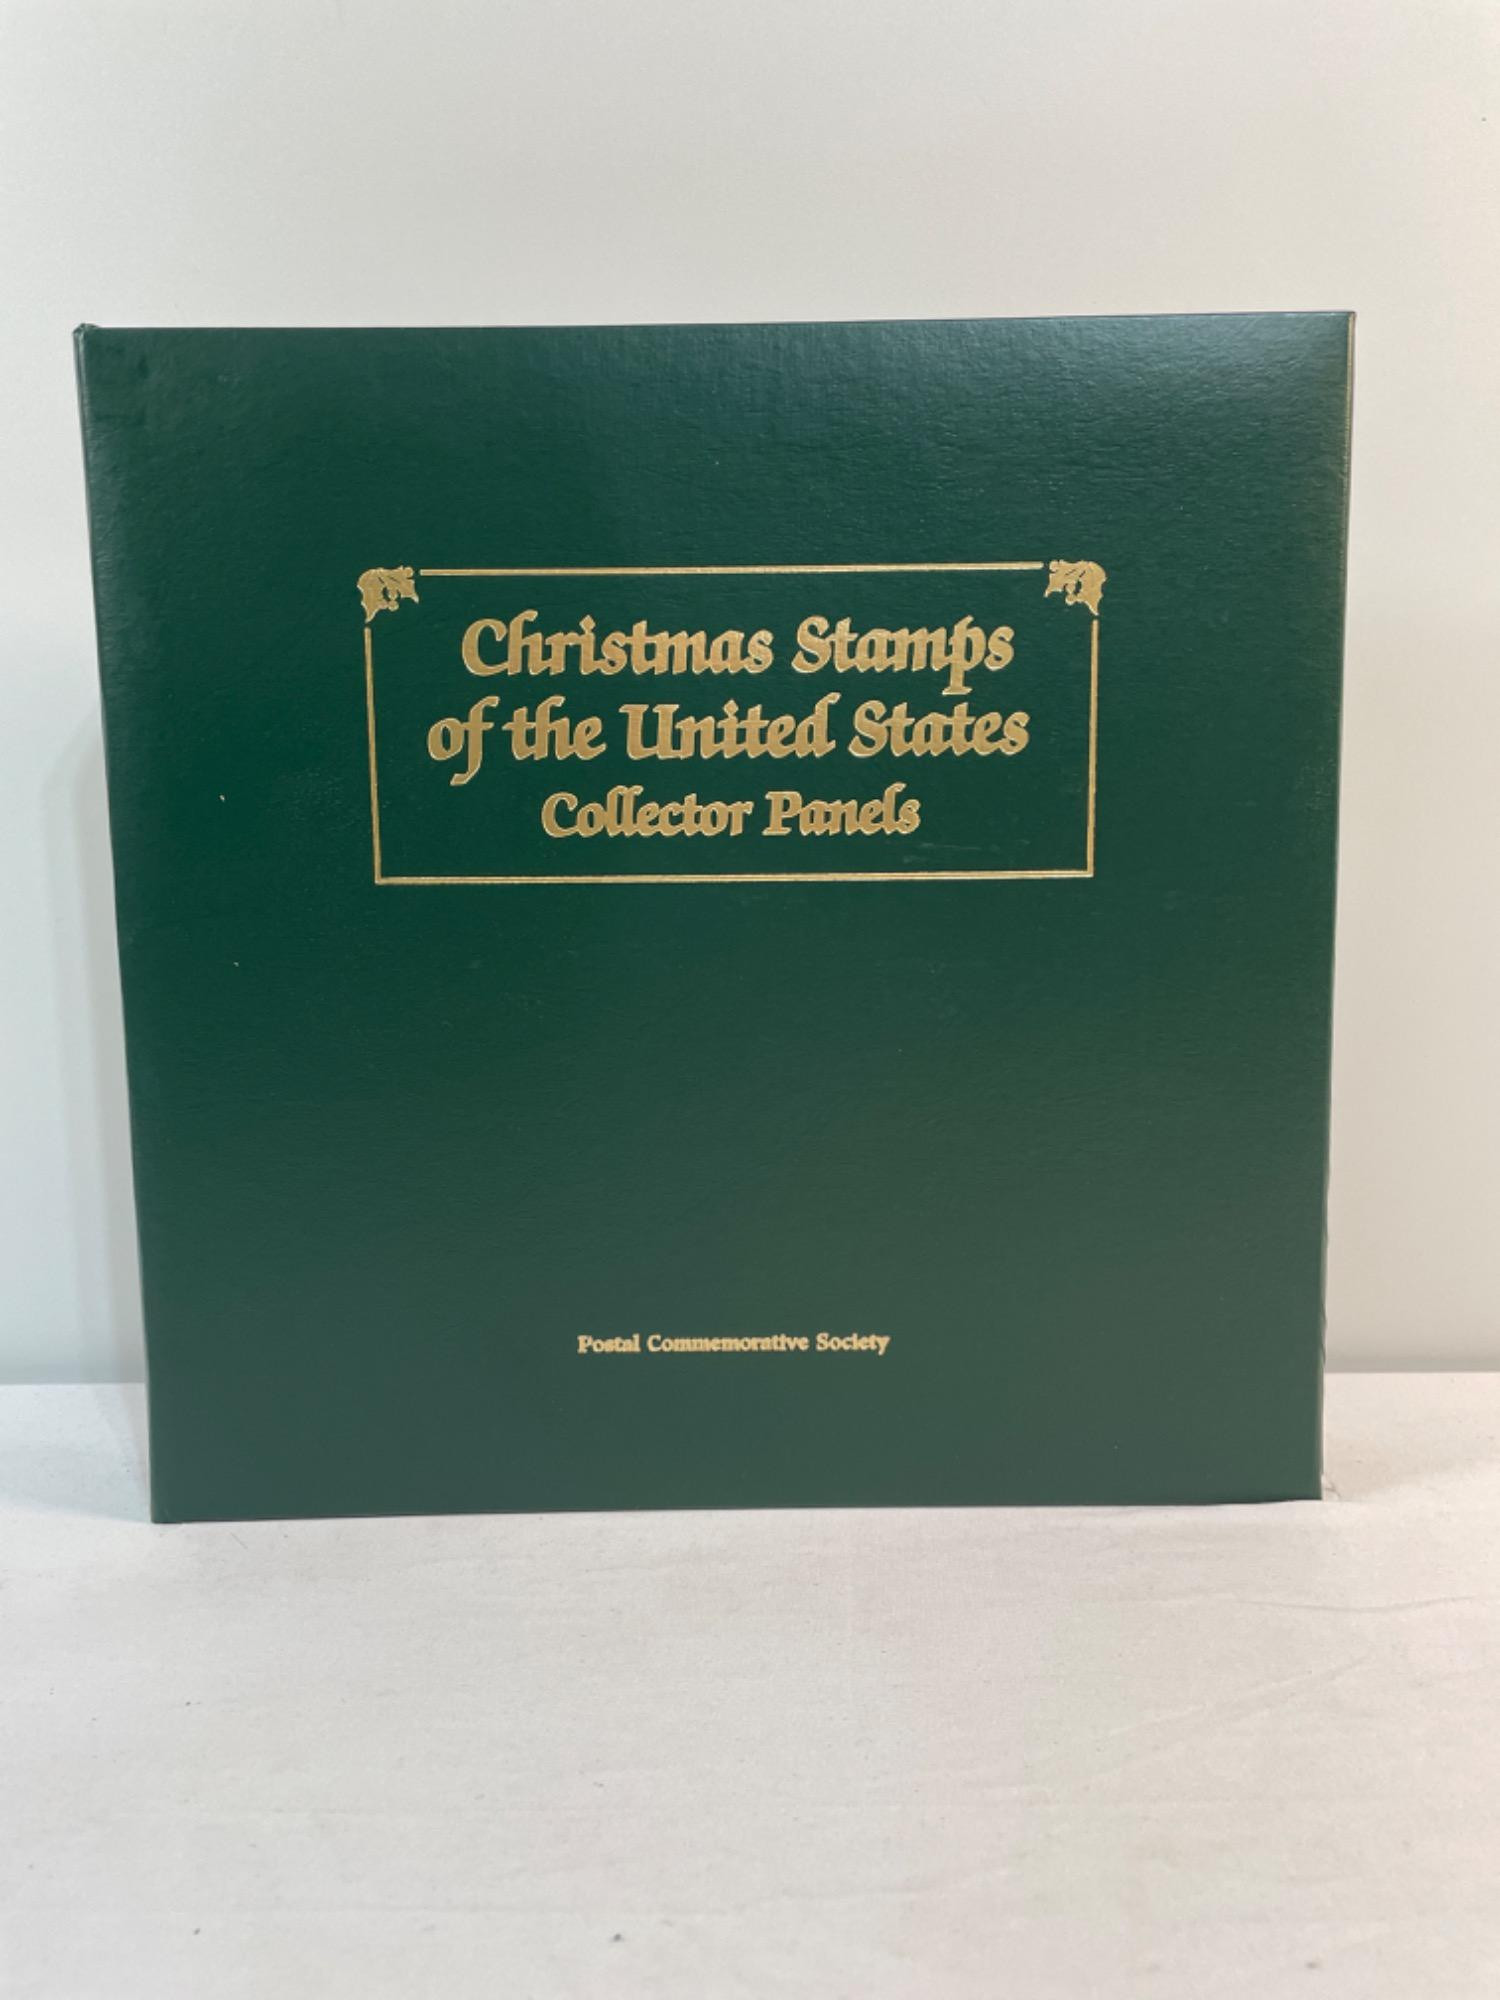 Christmas Stamps
of the United States
Collector Panels
Postal Commemorative Society